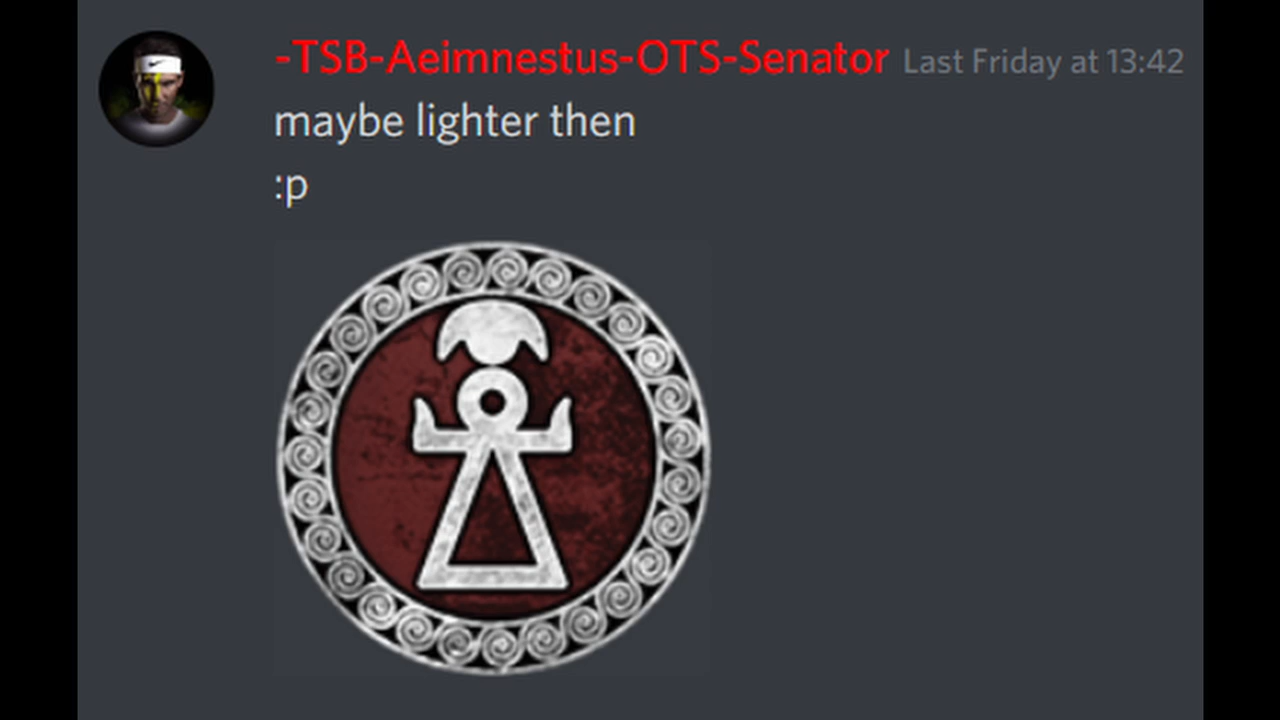 -TSB-Aeimnestus-OTS-Senator Last Friday at 13:42
maybe lighter then
:p